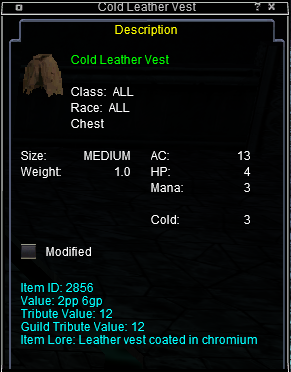 Cold Leather Vest
Description
Cold Leather Vest
Class: ALL
Race: ALL
Chest
Size: MEDIUM AC: 13
Weight: 1.0 HP: 4
Mana: 3
Cold: 3
Modified
Item ID: 2856
Value: 2pp 6gp
Tribute Value: 12
Guild Tribute Value: 12
Item Lore: Leather vest coated in chromium